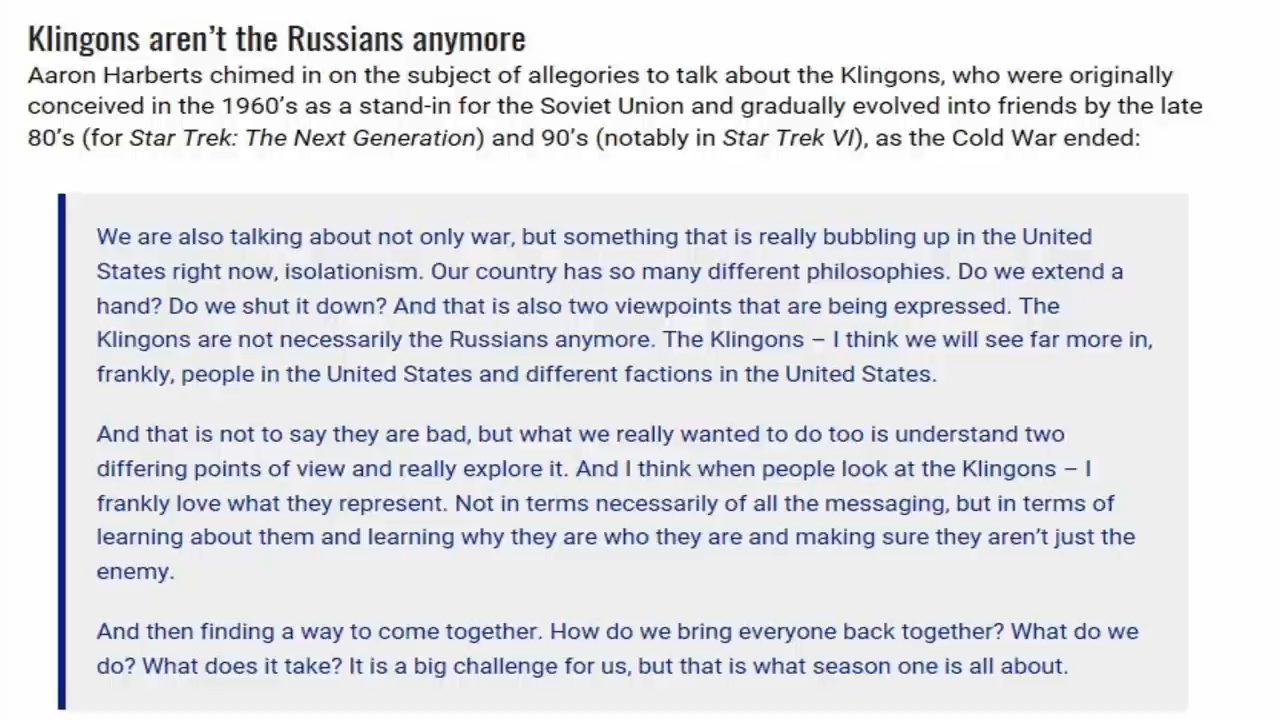 Klingons aren’t the Russians anymore
Aaron Harberts chimed in on the subject of allegories to talk about the Klingons, who were originally
conceived in the 1960’s as a stand-in for the Soviet Union and gradually evolved into friends by the late
80’s (for Star Trek: The Next Generation) and 90’s (notably in Star Trek VI), as the Cold War ended:
We are also talking about not only war, but something that is really bubbling up in the United
States right now, isolationism. Our country has so many different philosophies. Do we extend a
hand? Do we shut it down? And that is also two viewpoints that are being expressed. The
Klingons are not necessarily the Russians anymore. The Klingons – I think we will see far more in,
frankly, people in the United States and different factions in the United States.
And that is not to say they are bad, but what we really wanted to do too is understand two
differing points of view and really explore it. And I think when people look at the Klingons – I
frankly love what they represent. Not in terms necessarily of all the messaging, but in terms of
learning about them and learning why they are who they are and making sure they aren’t just the
enemy.
And then finding a way to come together. How do we bring everyone back together? What do we
do? What does it take? It is a big challenge for us, but that is what season one is all about.